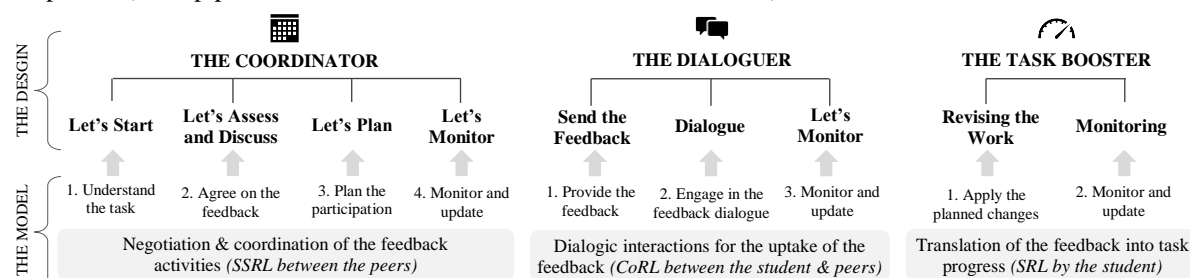 THE DESGIN
THE COORDINATOR
Let's Start
Let's Assess
and Discuss
Let's Plan
Let's
Monitor
THE DIALOGUER
Send the
Feedback
Dialogue
Let's
Monitor
THE TASK BOOSTER
Revising the
Work
Monitoring
THE MODEL
1. Understand
the task
2. Agree on the
feedback
3. Plan the
participation
4. Monitor and
update
1. Provide the
feedback
2. Engage in the
feedback dialogue
3. Monitor and
update
1. Apply the
planned changes
2. Monitor and
update
Negotiation & coordination of the feedback
activities (SSRL between the peers)
Dialogic interactions for the uptake of the
feedback (CoRL between the student & peers)
Translation of the feedback into task
progress (SRL by the student)